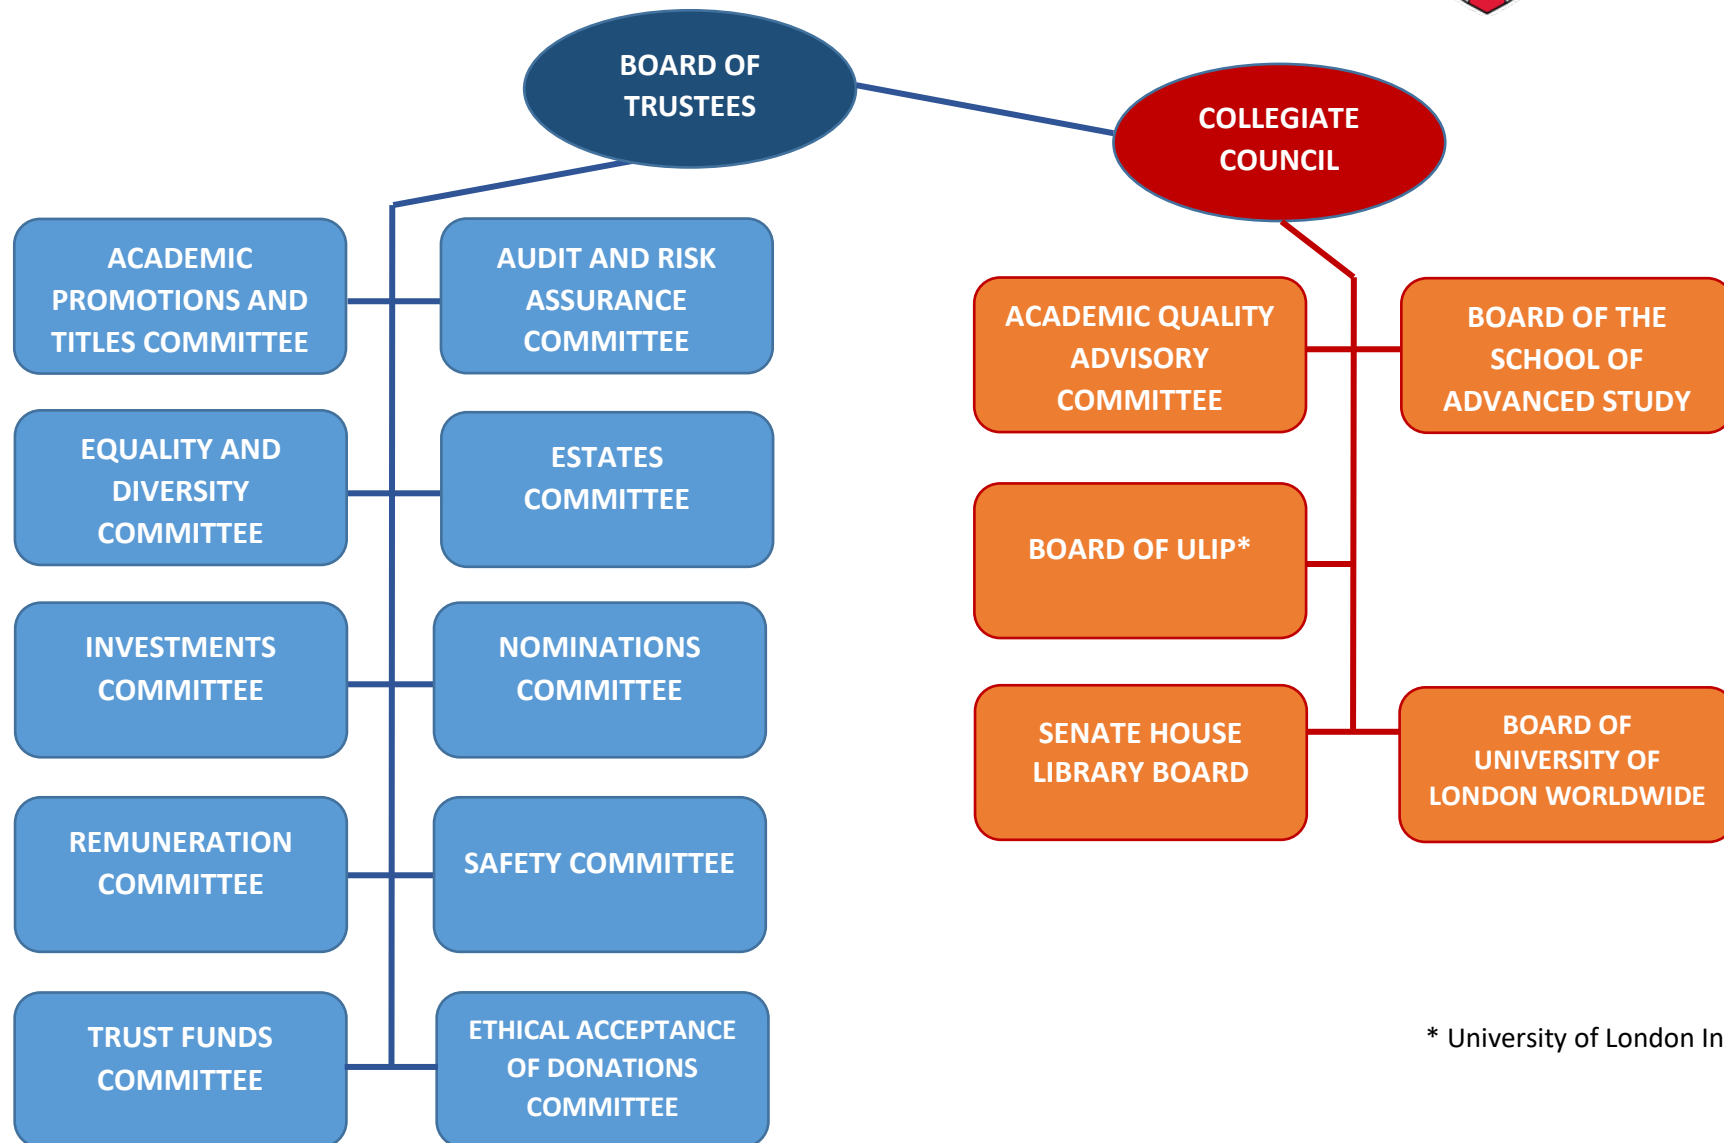 BOARD OF
TRUSTEES
COLLEGIATE
COUNCIL
ACADEMIC
PROMOTIONS AND
TITLES COMMITTEE
AUDIT AND RISK
ASSURANCE
COMMITTEE
EQUALITY AND
DIVERSITY
COMMITTEE
ESTATES
COMMITTEE
INVESTMENTS
COMMITTEE
NOMINATIONS
COMMITTEE
REMUNERATION
COMMITTEE
SAFETY COMMITTEE
TRUST FUNDS
COMMITTEE
ETHICAL ACCEPTANCE
OF DONATIONS
COMMITTEE
ACADEMIC QUALITY
ADVISORY
COMMITTEE
BOARD OF THE
SCHOOL OF
ADVANCED STUDY
BOARD OF ULIP*
SENATE HOUSE
LIBRARY BOARD
BOARD OF
UNIVERSITY OF
LONDON WORLDWIDE
* University of London